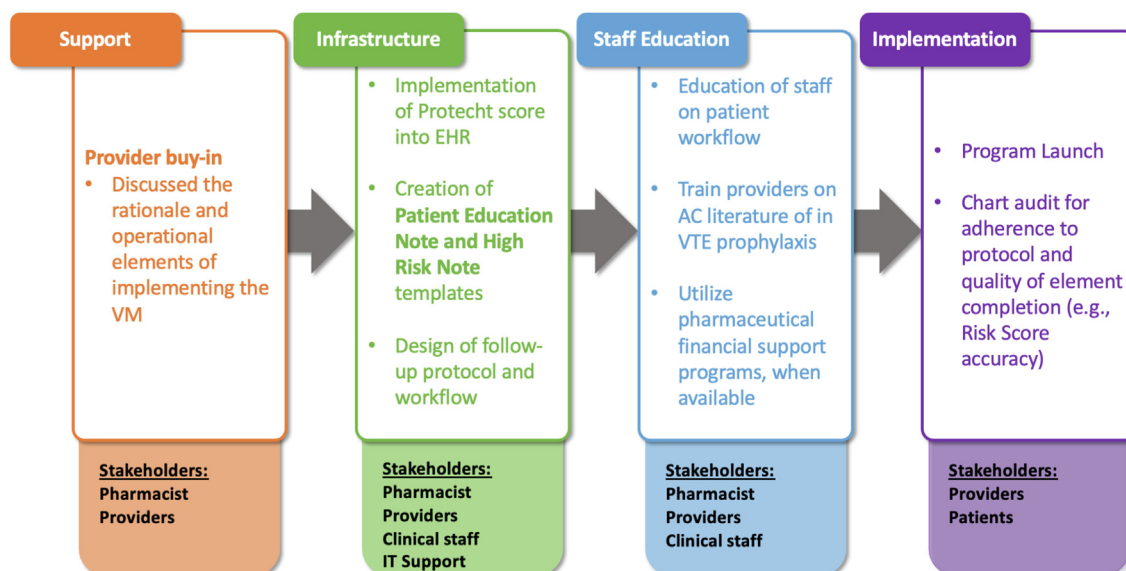 Support
Provider buy-in
• Discussed the
rationale and
operational
elements of
implementing the
VM
Stakeholders:
Pharmacist
Providers
Infrastructure
• Implementation
of Protecht score
into EHR
• Creation of
Patient Education
Note and High
Risk Note
templates
• Design of follow-
up protocol and
workflow
Stakeholders:
Pharmacist
Providers
Clinical staff
IT Support
Staff Education
• Education of staff
on patient
workflow
• Train providers on
AC literature of in
VTE prophylaxis
• Utilize
pharmaceutical
financial support
programs, when
available
Stakeholders:
Pharmacist
Providers
Clinical staff
Implementation
• Program Launch
• Chart audit for
adherence to
protocol and
quality of element
completion (e.g.,
Risk Score
accuracy)
Stakeholders:
Providers
Patients